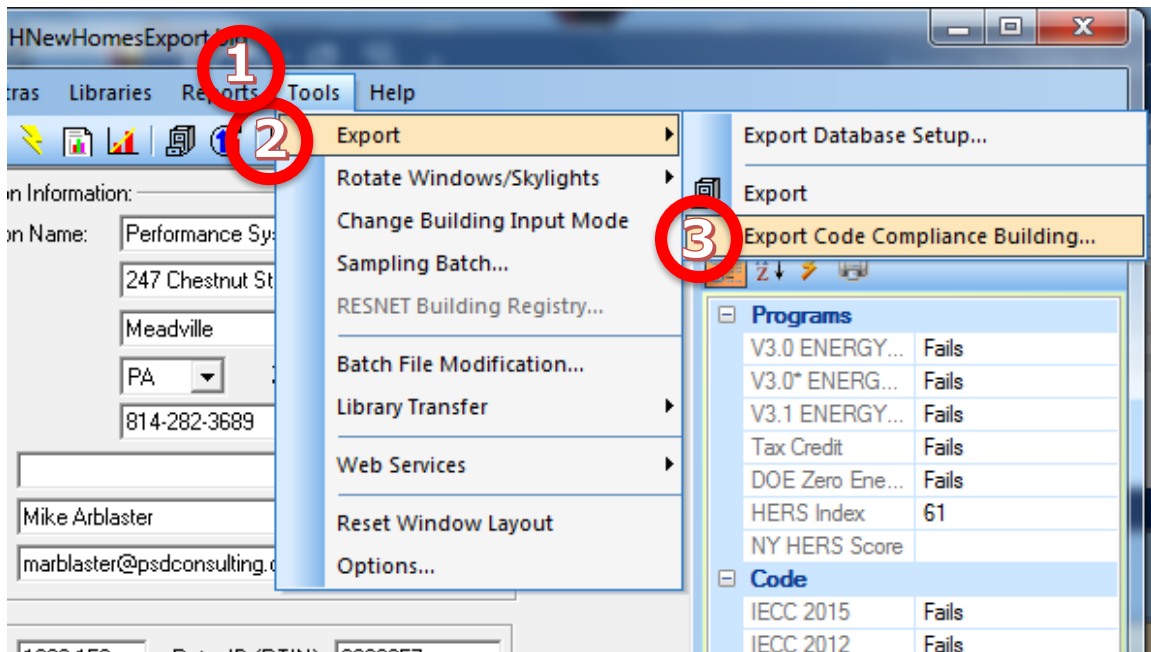 HNewHomesExport.blg
1
tras Libraries Reports Tools Help
2
Export
Rotate Windows/Skylights
Change Building Input Mode
Sampling Batch...
RESNET Building Registry...
Batch File Modification...
Library Transfer
Web Services
Reset Window Layout
Options...
Export Database Setup...
Export
3
Export Code Compliance Building...
on Information:
on Name: Performance Sy
247 Chestnut St
Meadville
PA
814-282-3689
Mike Arblaster
marblaster@psdconsulting.c
Programs
V3.0 ENERGY... Fails
V3.0* ENERG... Fails
V3.1 ENERGY... Fails
Tax Credit Fails
DOE Zero Ene... Fails
HERS Index 61
NY HERS Score
Code
IECC 2015 Fails
IECC 2012 Fails